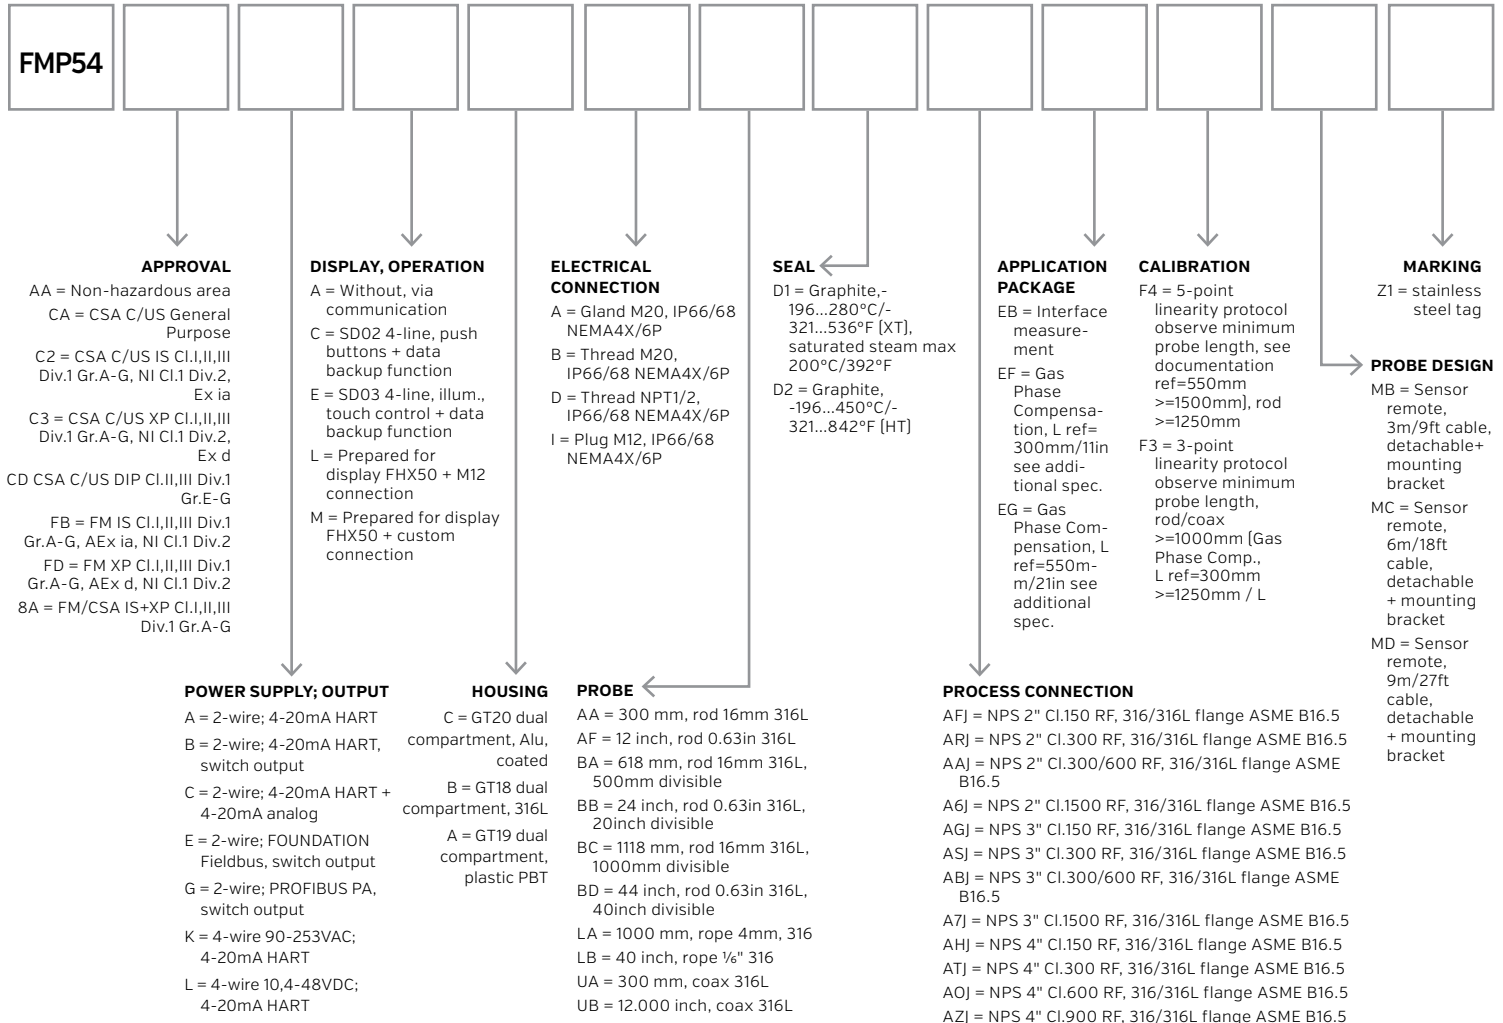 FMP54
APPROVAL
AA = Non-hazardous area
CA = CSA C/US General
Purpose
C2 = CSA C/US IS Cl.I,II,III
Div.1 Gr.A-G, NI Cl.1 Div.2,
Ex ia
C3 = CSA C/US XP Cl.I,II,III
Div.1 Gr.A-G, NI Cl.1 Div.2,
Ex d
CD CSA C/US DIP Cl.II,III Div.1
Gr.E-G
FB = FM IS Cl.I,II,III Div.1
Gr.A-G, AEx ia, NI Cl.1 Div.2
FD = FM XP Cl.I,II,III Div.1
Gr.A-G, AEx d, NI Cl.1 Div.2
8A = FM/CSA IS+XP Cl.I,II,III
Div.1 Gr.A-G
DISPLAY, OPERATION
A = Without, via
communication
C = SD02 4-line, push
buttons + data
backup function
E = SD03 4-line, illum.,
touch control + data
backup function
L = Prepared for
display FHX50 + M12
connection
M = Prepared for display
FHX50 + custom
connection
ELECTRICAL
CONNECTION
A = Gland M20, IP66/68
NEMA4X/6P
B = Thread M20,
IP66/68 NEMA4X/6P
D = Thread NPT1/2,
IP66/68 NEMA4X/6P
I = Plug M12, IP66/68
NEMA4X/6P
SEAL
D1 = Graphite,-
196...280°C/-
321...536°F (XT),
saturated steam max
200°C/392°F
D2 = Graphite,
-196...450°C/-
321...842°F (HT)
APPLICATION
PACKAGE
EB = Interface
measure-
ment
EF = Gas
Phase
Compensa-
tion, L ref=
300mm/11in
see addi-
tional spec.
EG = Gas
Phase Com-
pensation, L
ref=550m-
m/21in see
additional
spec.
CALIBRATION
F4 = 5-point
linearity protocol
observe minimum
probe length, see
documentation
ref=550mm
>=1500mm), rod
>=1250mm
F3 = 3-point
linearity protocol
observe minimum
probe length,
rod/coax
>=1000mm (Gas
Phase Comp.,
L ref=300mm
>=1250mm / L
MARKING
Z1 = stainless
steel tag
PROBE DESIGN
MB = Sensor
remote,
3m/9ft cable,
detachable+
mounting
bracket
MC = Sensor
remote,
6m/18ft
cable,
detachable
+ mounting
bracket
MD = Sensor
remote,
9m/27ft
cable,
detachable
+ mounting
bracket
POWER SUPPLY; OUTPUT
A = 2-wire; 4-20mA HART
B = 2-wire; 4-20mA HART,
switch output
C = 2-wire; 4-20mA HART +
4-20mA analog
E = 2-wire; FOUNDATION
Fieldbus, switch output
G = 2-wire; PROFIBUS PA,
switch output
K = 4-wire 90-253VAC;
4-20mA HART
L = 4-wire 10,4-48VDC;
4-20mA HART
HOUSING
C = GT20 dual
compartment, Alu,
coated
B = GT18 dual
compartment, 316L
A = GT19 dual
compartment,
plastic PBT
PROBE
AA = 300 mm, rod 16mm 316L
AF = 12 inch, rod 0.63in 316L
BA = 618 mm, rod 16mm 316L,
500mm divisible
BB = 24 inch, rod 0.63in 316L,
20inch divisible
BC = 1118 mm, rod 16mm 316L,
1000mm divisible
BD = 44 inch, rod 0.63in 316L,
40inch divisible
LA = 1000 mm, rope 4mm, 316
LB = 40 inch, rope ⅙" 316
UA = 300 mm, coax 316L
UB = 12.000 inch, coax 316L
PROCESS CONNECTION
AFJ = NPS 2" Cl.150 RF, 316/316L flange ASME B16.5
ARJ = NPS 2" Cl.300 RF, 316/316L flange ASME B16.5
AAJ = NPS 2" Cl.300/600 RF, 316/316L flange ASME
B16.5
A6J = NPS 2" Cl.1500 RF, 316/316L flange ASME B16.5
AGJ = NPS 3" Cl.150 RF, 316/316L flange ASME B16.5
ASJ = NPS 3" Cl.300 RF, 316/316L flange ASME B16.5
ABJ = NPS 3" Cl.300/600 RF, 316/316L flange ASME
B16.5
A7J = NPS 3" Cl.1500 RF, 316/316L flange ASME B16.5
AHJ = NPS 4" Cl.150 RF, 316/316L flange ASME B16.5
ATJ = NPS 4" Cl.300 RF, 316/316L flange ASME B16.5
AOJ = NPS 4" Cl.600 RF, 316/316L flange ASME B16.5
AZJ = NPS 4" Cl.900 RF, 316/316L flange ASME B16.5